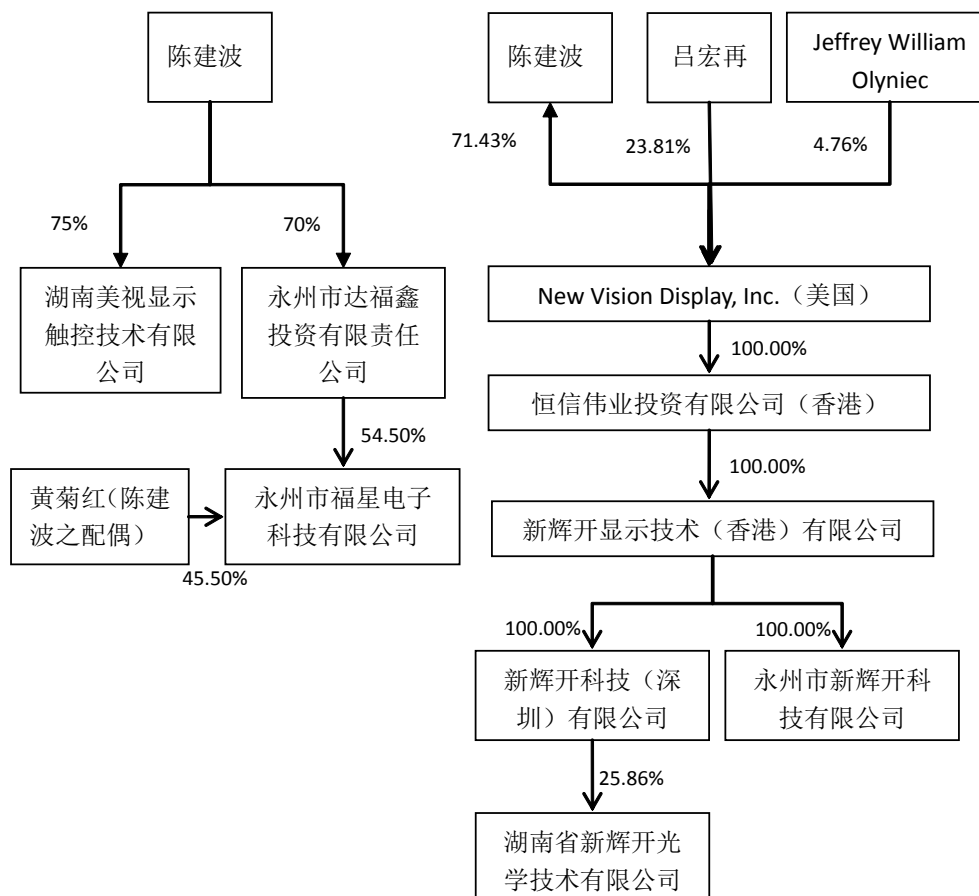 陈建波
陈建波
吕宏再
Jeffrey William
Olyniec
71.43%
23.81%
4.76%
75%
70%
湖南美视显示
触控技术有限
公司
永州市达福鑫
投资有限责任
公司
New Vision Display, Inc.（美国）
100.00%
恒信伟业投资有限公司（香港）
54.50%
100.00%
黄菊红（陈建
波之配偶）
45.50%
永州市福星电子
科技有限公司
新辉开显示技术（香港）有限公司
100.00%
100.00%
新辉开科技（深
圳）有限公司
永州市新辉开科
技有限公司
25.86%
湖南省新辉开光
学技术有限公司